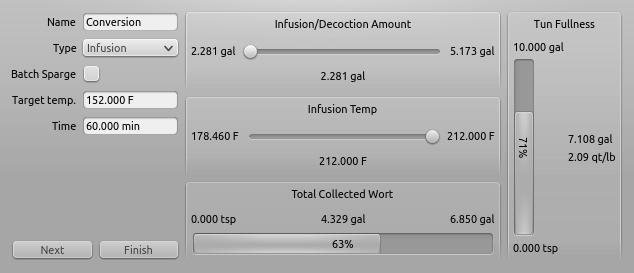 Name Conversion
Type Infusion
Batch Sparge
Target temp. 152.000 F
Time 60.000 min
Next Finish
Infusion/Decoction Amount
2.281 gal 5.173 gal
2.281 gal
Infusion Temp
178.460 F 212.000 F
212.000 F
Total Collected Wort
0.000 tsp 4.329 gal 6.850 gal
63%
Tun Fullness
10.000 gal
71%
7.108 gal
2.09 qt/lb
0.000 tsp